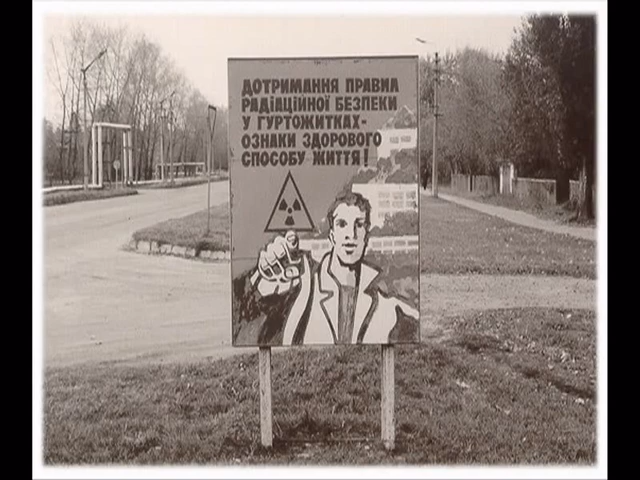 ДОТРИМАННЯ ПРАВИЛ
РАДІАЦІЙНОЇ БЕЗПЕКИ
У ГУРТОЖИТКАХ-
ОЗНАКИ ЗДОРОВОГО
СПОСОБУ ЖИТТЯ!